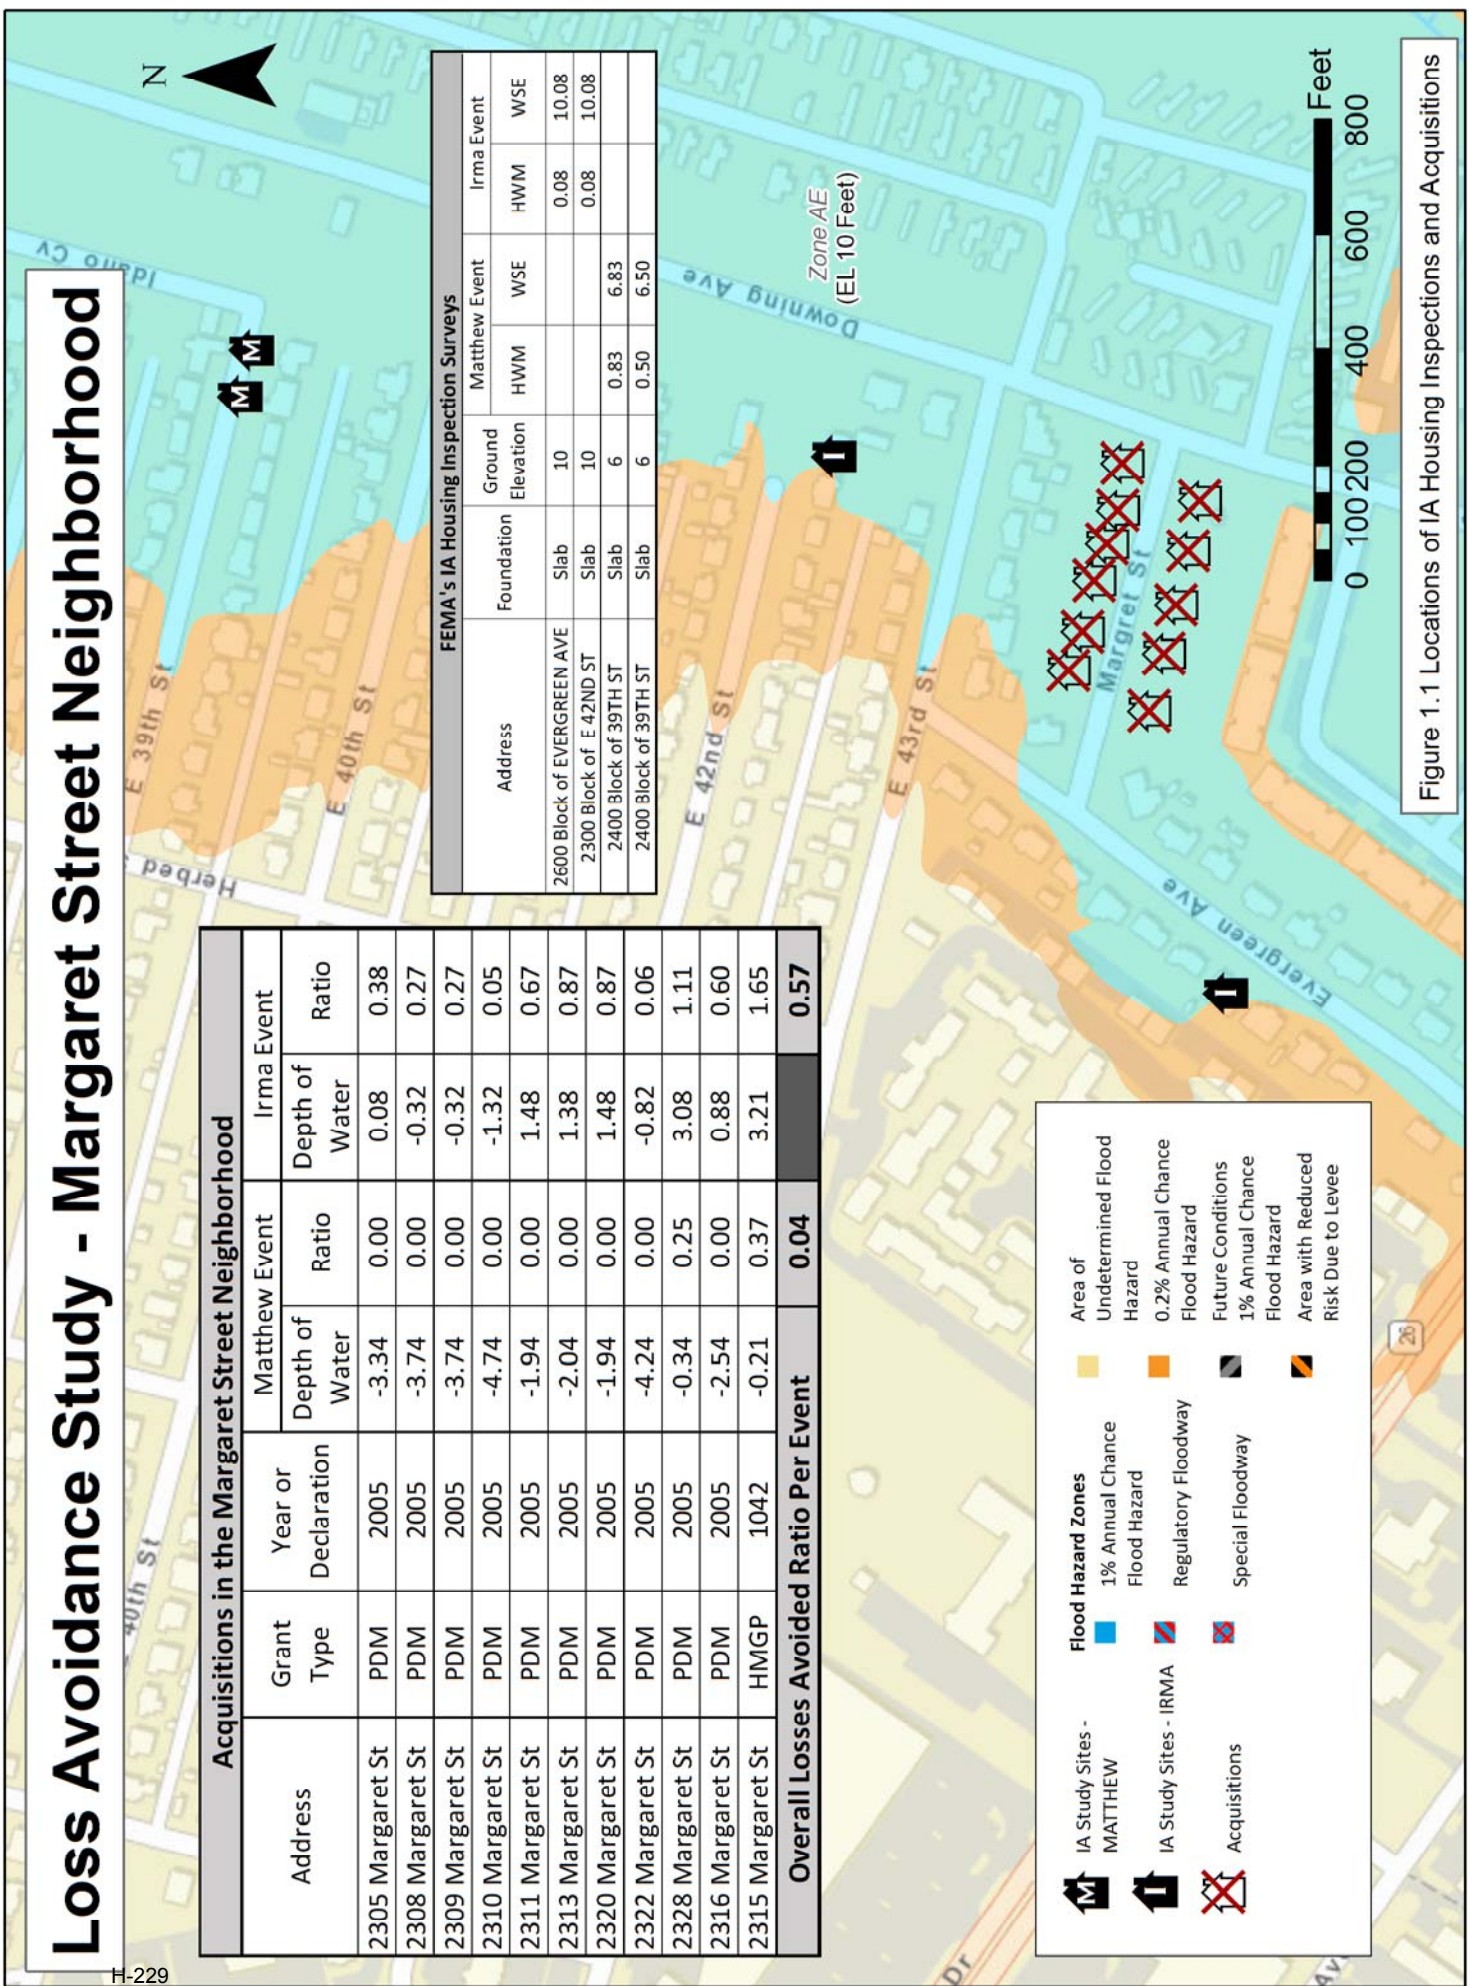 Loss Avoidance Study - Margaret Street Neighborhood
N
Acquisitions in the Margaret Street Neighborhood
Address Grant Type Year or Declaration Matthew Event Irma Event
Depth of Water Ratio Depth of Water Ratio
2305 Margaret St PDM 2005 -3.34 0.00 0.08 0.38
2308 Margaret St PDM 2005 -3.74 0.00 -0.32 0.27
2309 Margaret St PDM 2005 -3.74 0.00 -0.32 0.27
2310 Margaret St PDM 2005 -4.74 0.00 -1.32 0.05
2311 Margaret St PDM 2005 -1.94 0.00 1.48 0.67
2313 Margaret St PDM 2005 -2.04 0.00 1.38 0.87
2320 Margaret St PDM 2005 -1.94 0.00 1.48 0.87
2322 Margaret St PDM 2005 -4.24 0.00 -0.82 0.06
2328 Margaret St PDM 2005 -0.34 0.25 3.08 1.11
2316 Margaret St PDM 2005 -2.54 0.00 0.88 0.60
2315 Margaret St HMGP 1042 -0.21 0.37 3.21 1.65
Overall Losses Avoided Ratio Per Event 0.04 0.57
FEMA's IA Housing Inspection Surveys
Address Foundation Ground Elevation Matthew Event Irma Event
HWM WSE HWM WSE
2600 Block of EVERGREEN AVE Slab 10 0.08 10.08
2300 Block of E 42ND ST Slab 10 0.08 10.08
2400 Block of 39TH ST Slab 6 0.83 6.83
2400 Block of 39TH ST Slab 6 0.50 6.50
Idano Cv
E 39th St
Herbed
E 40th St
40th St
E 42nd St
E 43rd St
Downing Ave
Zone AE
(EL 10 Feet)
Margret St
Evergreen Ave
26
Dr
Av
M
M
I
I
M
IA Study Sites -
MATTHEW
I
IA Study Sites - IRMA
Acquisitions
Flood Hazard Zones
1% Annual Chance
Flood Hazard
Regulatory Floodway
Special Floodway
Area of
Undetermined Flood
Hazard
0.2% Annual Chance
Flood Hazard
Future Conditions
1% Annual Chance
Flood Hazard
Area with Reduced
Risk Due to Levee
0 100 200 400 600 800
Feet
Figure 1.1 Locations of IA Housing Inspections and Acquisitions
H-229